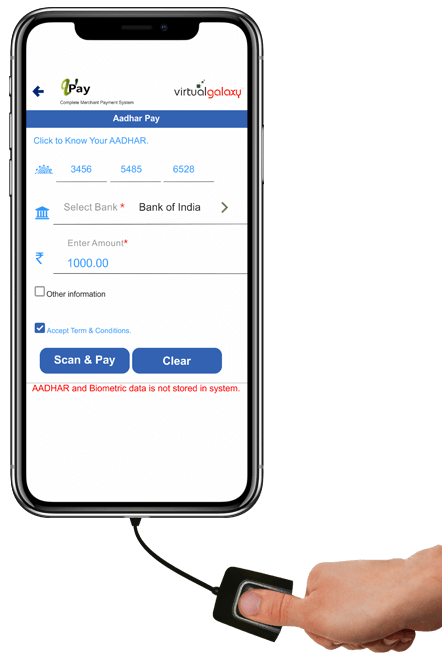 Pay
virtualgalaxy
Complete Merchant Payment System
Aadhar Pay
Click to Know Your AADHAR.
3456 5485 6528
Select Bank * Bank of India
Enter Amount*
₹ 1000.00
Other information
Accept Term & Conditions.
Scan & Pay Clear
AADHAR and Biometric data is not stored in system.